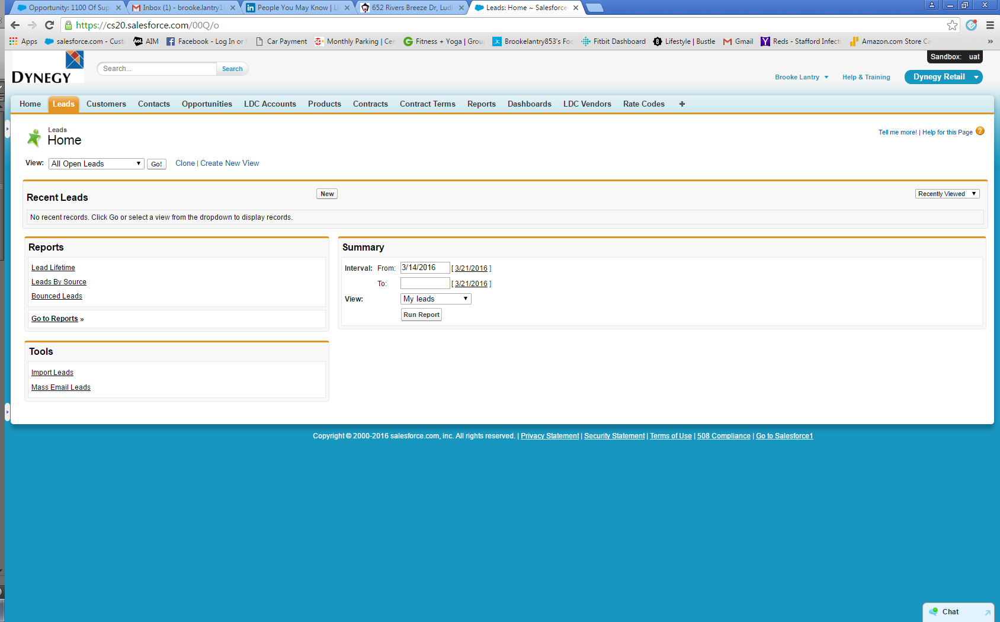 Opportunity: 1100 Of Sup
Inbox (1) - brooke.lantry1
People You May Know | Li
652 Rivers Breeze Dr, Ludl
Leads: Home ~ Salesforce
https://cs20.salesforce.com/00Q/o
Apps
salesforce.com - Cust
AIM
Facebook - Log In or
Car Payment
Monthly Parking | Cen
Fitness + Yoga | Grou
Brookelantry853's Foo
Fitbit Dashboard
Lifestyle | Bustle
Gmail
Reds - Stafford Infecti
Amazon.com Store Ca
»
Sandbox: uat
DYNEGY
Search...
Search
Brooke Lantry
Help & Training
Dynegy Retail
Home Leads Customers Contacts Opportunities LDC Accounts Products Contracts Contract Terms Reports Dashboards LDC Vendors Rate Codes +
Leads
Home
Tell me more! | Help for this Page ?
View: All Open Leads Go! Clone | Create New View
Recent Leads
New
Recently Viewed
No recent records. Click Go or select a view from the dropdown to display records.
Reports
Lead Lifetime
Leads By Source
Bounced Leads
Go to Reports »
Summary
Interval: From: 3/14/2016 [ 3/21/2016 ]
To: [ 3/21/2016 ]
View: My leads
Run Report
Tools
Import Leads
Mass Email Leads
Copyright © 2000-2016 salesforce.com, inc. All rights reserved. | Privacy Statement | Security Statement | Terms of Use | 508 Compliance | Go to Salesforce1
Chat